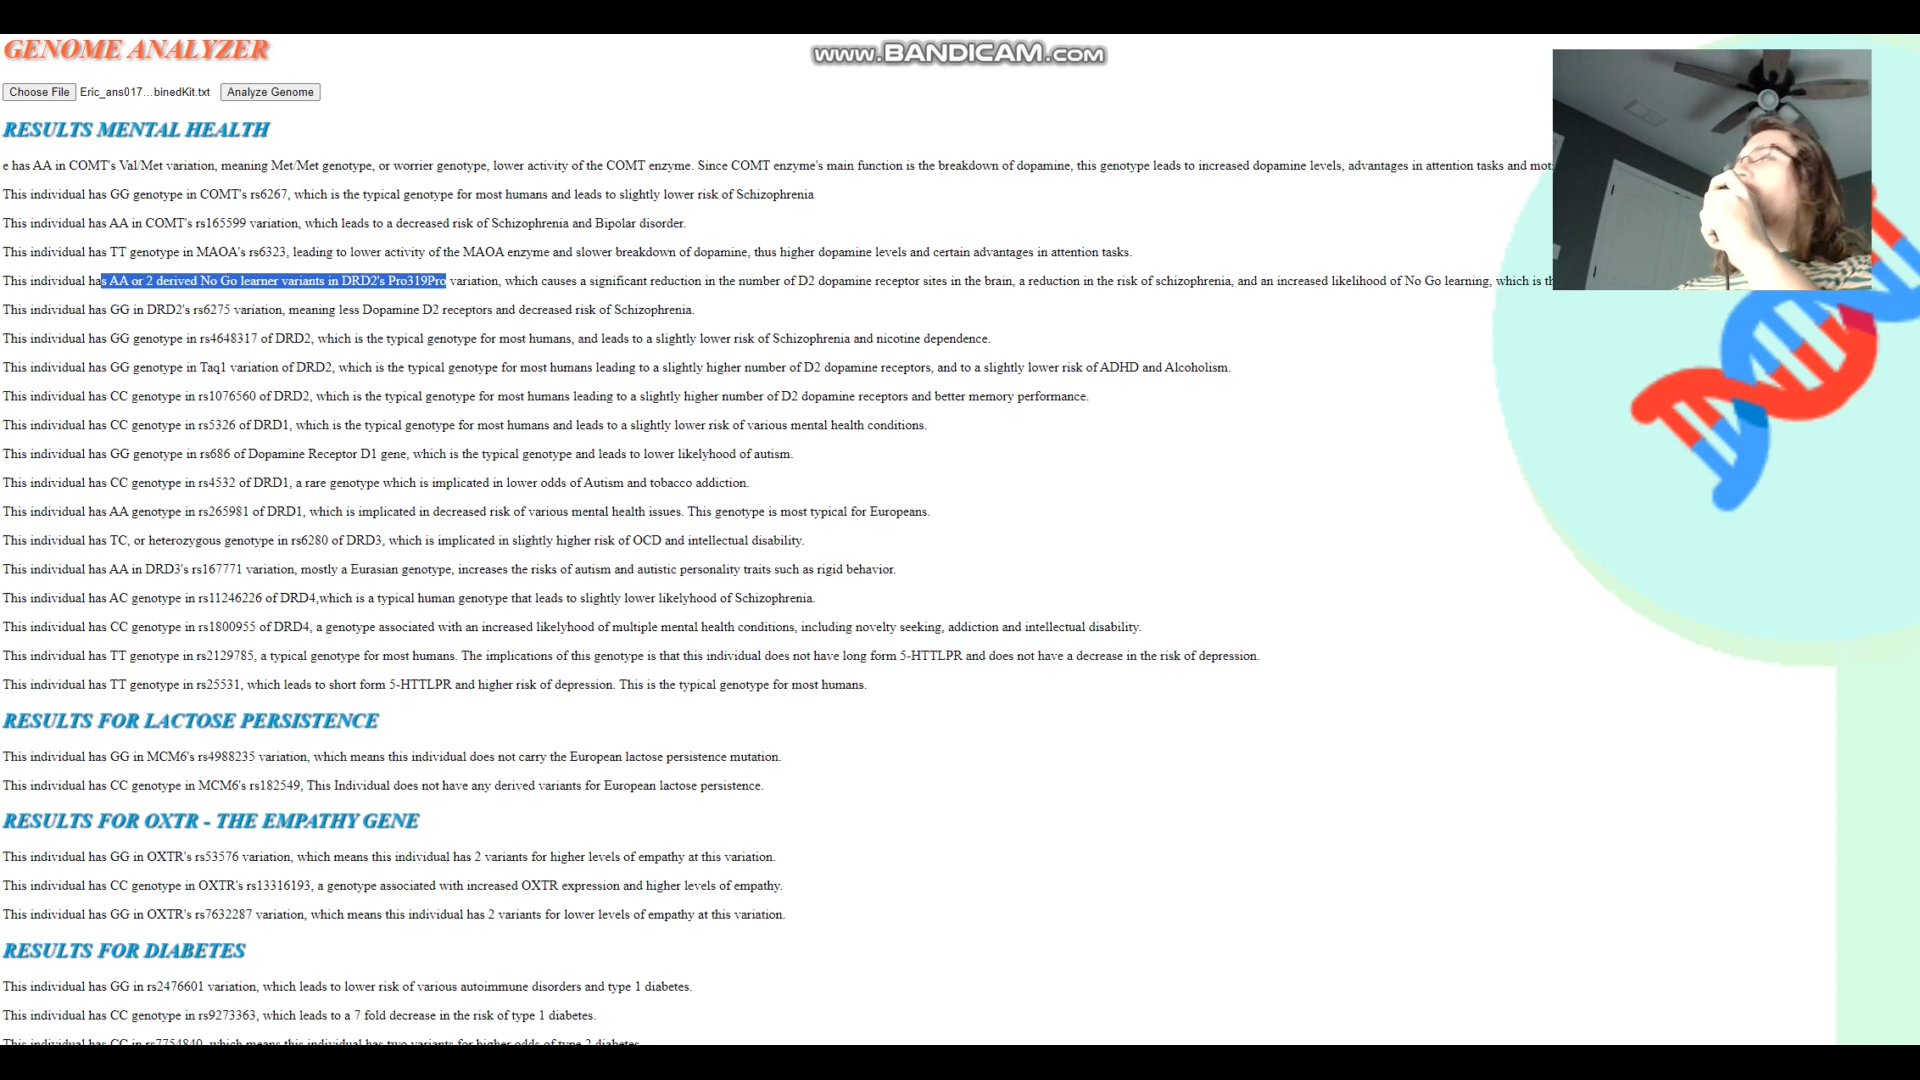 www.BANDICAM.com
GENOME ANALYZER
Choose File Eric_ans017...binedKit.txt Analyze Genome
RESULTS MENTAL HEALTH
e has AA in COMT's Val/Met variation, meaning Met/Met genotype, or worrier genotype, lower activity of the COMT enzyme. Since COMT enzyme's main function is the breakdown of dopamine, this genotype leads to increased dopamine levels, advantages in attention tasks and mot
This individual has GG genotype in COMT's rs6267, which is the typical genotype for most humans and leads to slightly lower risk of Schizophrenia
This individual has AA in COMT's rs165599 variation, which leads to a decreased risk of Schizophrenia and Bipolar disorder.
This individual has TT genotype in MAOA's rs6323, leading to lower activity of the MAOA enzyme and slower breakdown of dopamine, thus higher dopamine levels and certain advantages in attention tasks.
This individual has AA or 2 derived No Go learner variants in DRD2's Pro319Pro variation, which causes a significant reduction in the number of D2 dopamine receptor sites in the brain, a reduction in the risk of schizophrenia, and an increased likelihood of No Go learning, which is th
This individual has GG in DRD2's rs6275 variation, meaning less Dopamine D2 receptors and decreased risk of Schizophrenia.
This individual has GG genotype in rs4648317 of DRD2, which is the typical genotype for most humans, and leads to a slightly lower risk of Schizophrenia and nicotine dependence.
This individual has GG genotype in Taq1 variation of DRD2, which is the typical genotype for most humans leading to a slightly higher number of D2 dopamine receptors, and to a slightly lower risk of ADHD and Alcoholism.
This individual has CC genotype in rs1076560 of DRD2, which is the typical genotype for most humans leading to a slightly higher number of D2 dopamine receptors and better memory performance.
This individual has CC genotype in rs5326 of DRD1, which is the typical genotype for most humans and leads to a slightly lower risk of various mental health conditions.
This individual has GG genotype in rs686 of Dopamine Receptor D1 gene, which is the typical genotype and leads to lower likelyhood of autism.
This individual has CC genotype in rs4532 of DRD1, a rare genotype which is implicated in lower odds of Autism and tobacco addiction.
This individual has AA genotype in rs265981 of DRD1, which is implicated in decreased risk of various mental health issues. This genotype is most typical for Europeans.
This individual has TC, or heterozygous genotype in rs6280 of DRD3, which is implicated in slightly higher risk of OCD and intellectual disability.
This individual has AA in DRD3's rs167771 variation, mostly a Eurasian genotype, increases the risks of autism and autistic personality traits such as rigid behavior.
This individual has AC genotype in rs11246226 of DRD4,which is a typical human genotype that leads to slightly lower likelyhood of Schizophrenia.
This individual has CC genotype in rs1800955 of DRD4, a genotype associated with an increased likelyhood of multiple mental health conditions, including novelty seeking, addiction and intellectual disability.
This individual has TT genotype in rs2129785, a typical genotype for most humans. The implications of this genotype is that this individual does not have long form 5-HTTLPR and does not have a decrease in the risk of depression.
This individual has TT genotype in rs25531, which leads to short form 5-HTTLPR and higher risk of depression. This is the typical genotype for most humans.
RESULTS FOR LACTOSE PERSISTENCE
This individual has GG in MCM6's rs4988235 variation, which means this individual does not carry the European lactose persistence mutation.
This individual has CC genotype in MCM6's rs182549, This Individual does not have any derived variants for European lactose persistence.
RESULTS FOR OXTR - THE EMPATHY GENE
This individual has GG in OXTR's rs53576 variation, which means this individual has 2 variants for higher levels of empathy at this variation.
This individual has CC genotype in OXTR's rs13316193, a genotype associated with increased OXTR expression and higher levels of empathy.
This individual has GG in OXTR's rs7632287 variation, which means this individual has 2 variants for lower levels of empathy at this variation.
RESULTS FOR DIABETES
This individual has GG in rs2476601 variation, which leads to lower risk of various autoimmune disorders and type 1 diabetes.
This individual has CC genotype in rs9273363, which leads to a 7 fold decrease in the risk of type 1 diabetes.
This individual has CC in rs7754840, which means this individual has two variants for higher odds of type 2 diabetes